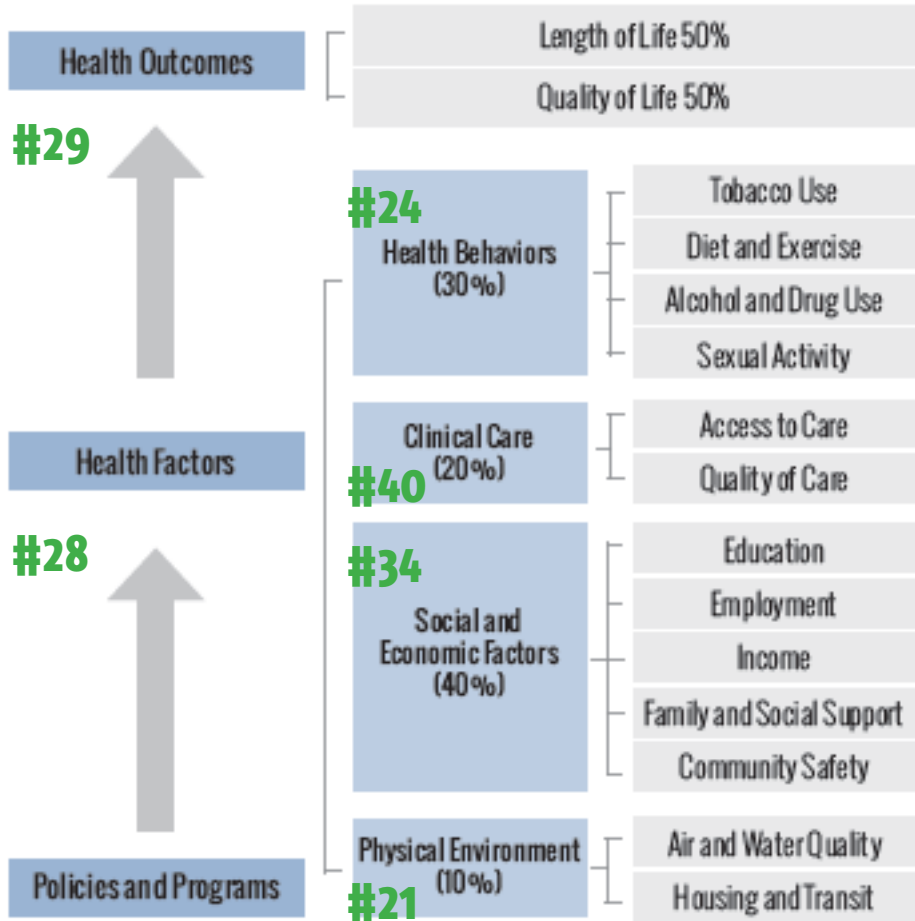 Health Outcomes
Length of Life 50%
Quality of Life 50%
#29
#24
Health Behaviors
(30%)
Tobacco Use
Diet and Exercise
Alcohol and Drug Use
Sexual Activity
Health Factors
Clinical Care
(20%)
#40
Access to Care
Quality of Care
#28
#34
Social and
Economic Factors
(40%)
Education
Employment
Income
Family and Social Support
Community Safety
Policies and Programs
Physical Environment
(10%)
#21
Air and Water Quality
Housing and Transit